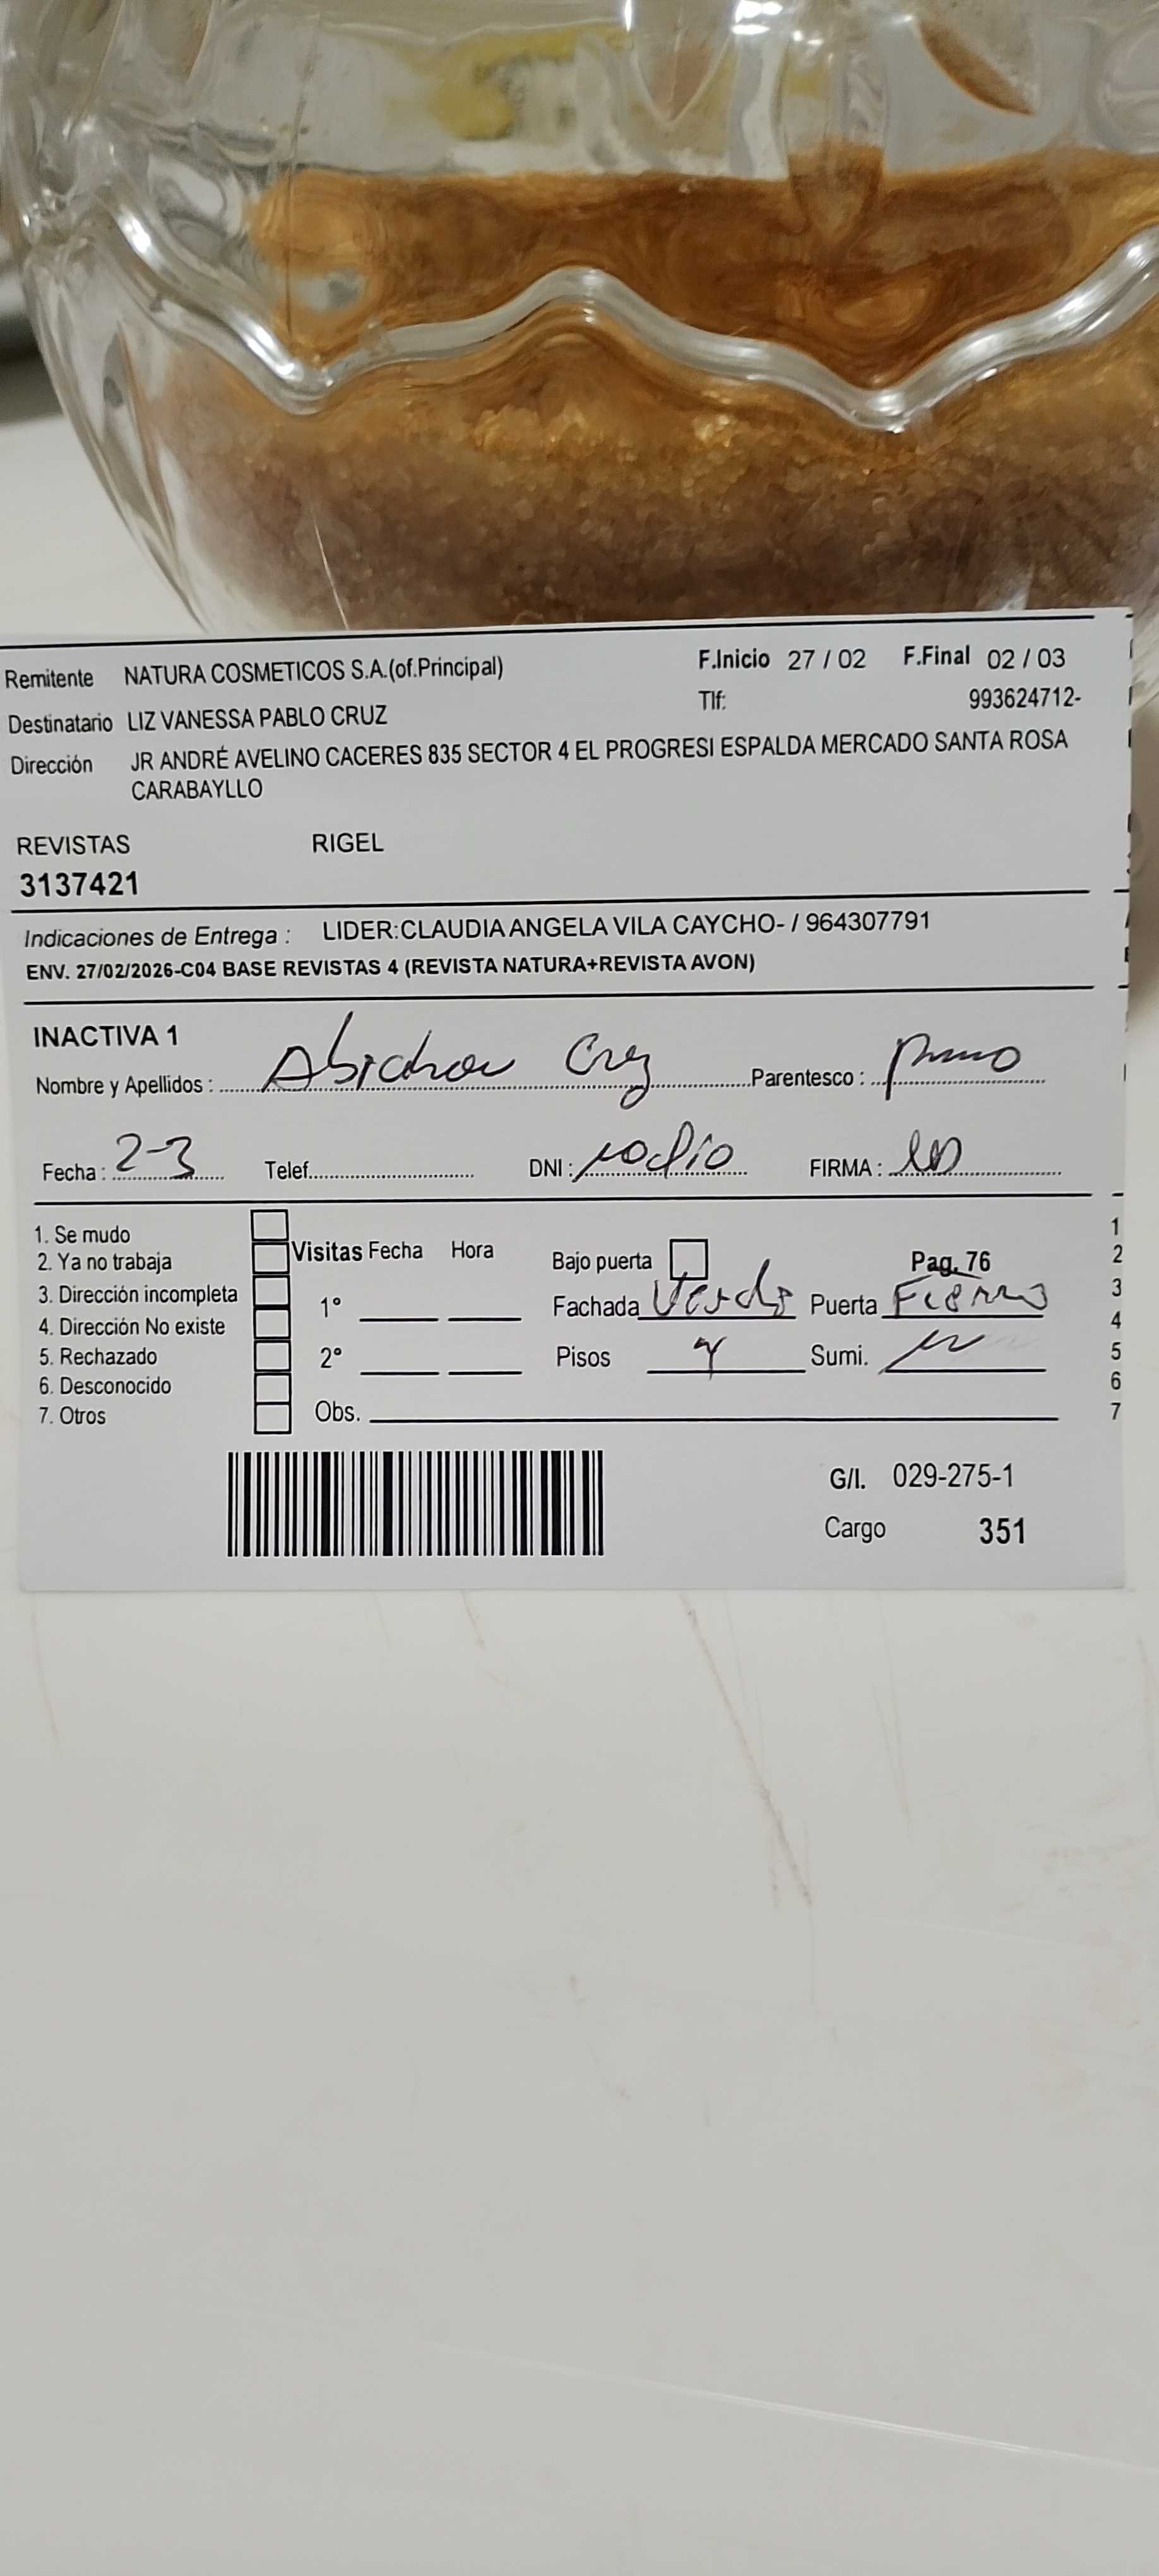 Remitente NATURA COSMETICOS S.A.(of.Principal) F.Inicio 27 / 02 F.Final 02 / 03
Destinatario LIZ VANESSA PABLO CRUZ Tlf: 993624712-
Dirección JR ANDRÉ AVELINO CACERES 835 SECTOR 4 EL PROGRESI ESPALDA MERCADO SANTA ROSA
CARABAYLLO
REVISTAS RIGEL
3137421
Indicaciones de Entrega : LIDER:CLAUDIA ANGELA VILA CAYCHO- / 964307791
ENV. 27/02/2026-C04 BASE REVISTAS 4 (REVISTA NATURA+REVISTA AVON)
INACTIVA 1
Nombre y Apellidos : Cruz Parentesco : primo
Fecha : 2-3 Telef. DNI : no dio FIRMA :
1. Se mudo
2. Ya no trabaja
3. Dirección incompleta
4. Dirección No existe
5. Rechazado
6. Desconocido
7. Otros
Visitas Fecha Hora
1°
2°
Obs.
Bajo puerta Pag. 76
Fachada Verde Puerta Fierro
Pisos 4 Sumi.
1
2
3
4
5
6
7
G/I. 029-275-1
Cargo 351